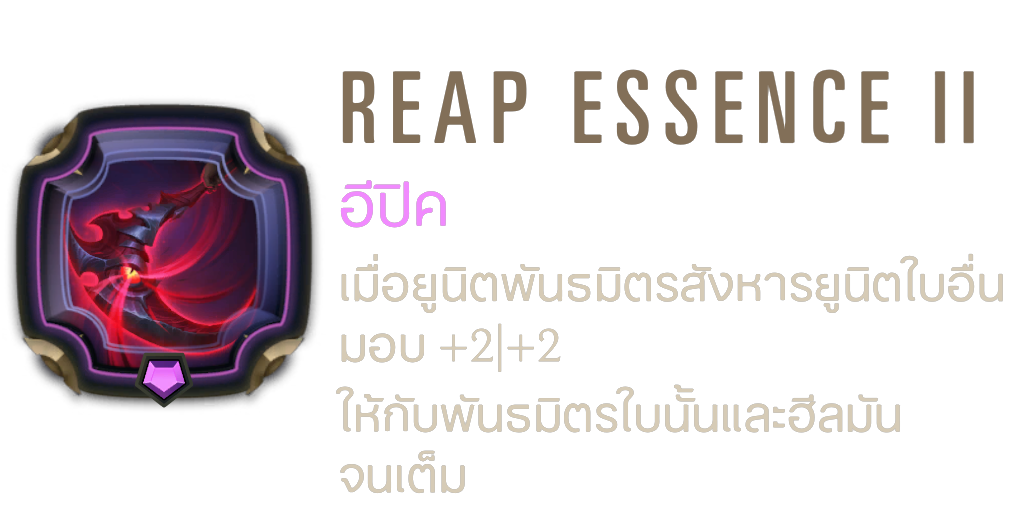 REAP ESSENCE II
อีปิค
เมื่อยูนิตพันธมิตรสังหารยูนิตใบอื่น
มอบ +2|+2
ให้กับพันธมิตรใบนั้นและฮีลมัน
จนเต็ม